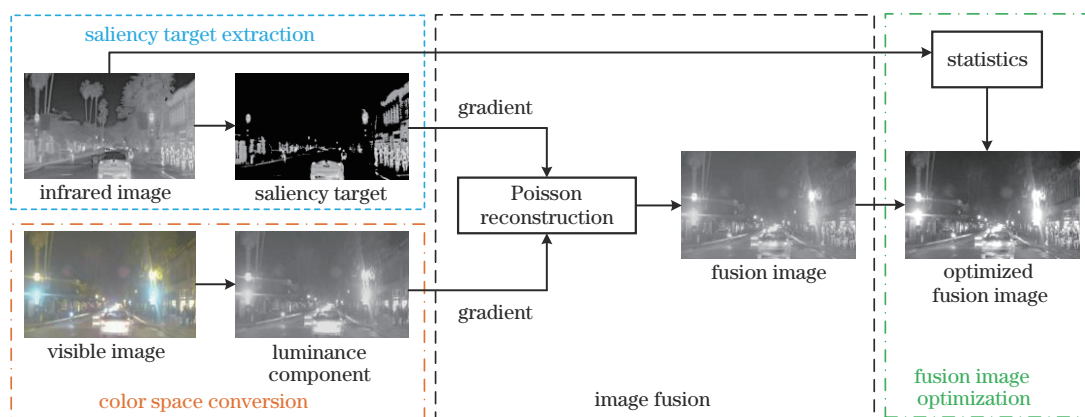 saliency target extraction
infrared image
saliency target
gradient
statistics
Poisson
reconstruction
fusion image
optimized
fusion image
visible image
luminance
component
gradient
color space conversion
image fusion
fusion image
optimization